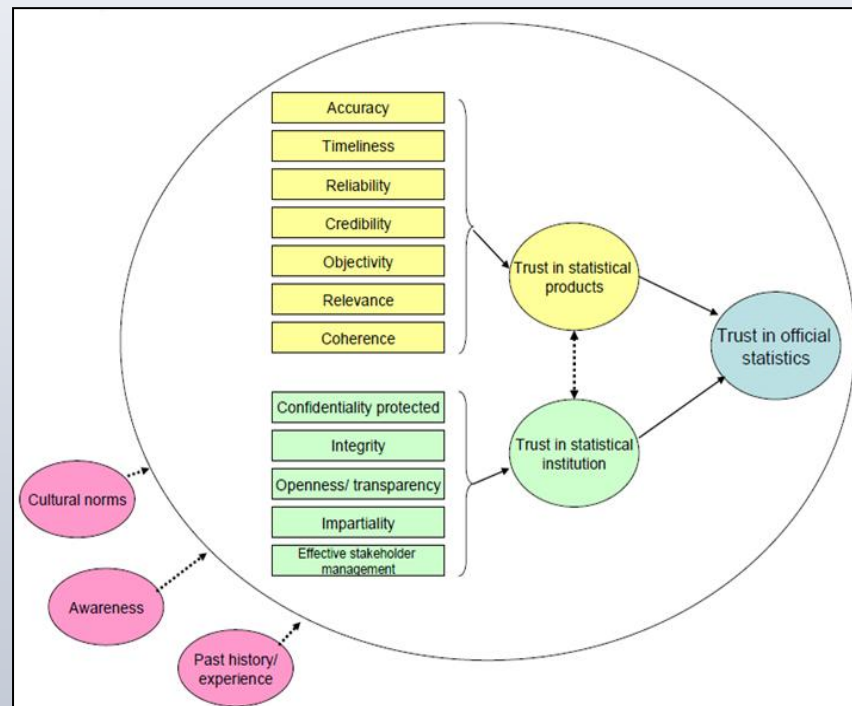 Accuracy
Timeliness
Reliability
Credibility
Objectivity
Relevance
Coherence
Trust in statistical
products
Trust in official
statistics
Confidentiality protected
Integrity
Openness/ transparency
Impartiality
Effective stakeholder
management
Trust in statistical
institution
Cultural norms
Awareness
Past history/
experience